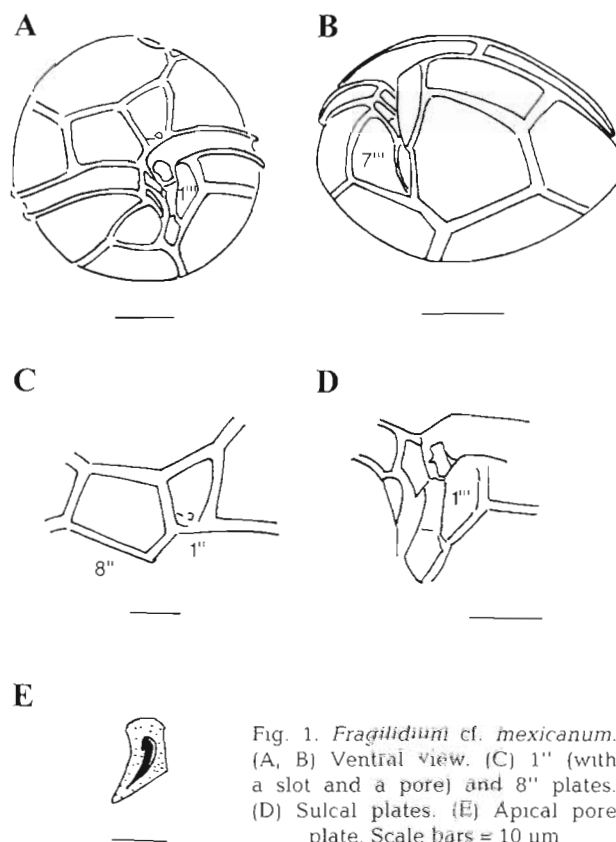 A
B
1'''
7'''
C
D
8''
1''
1'''
E
Fig. 1. Fragilidium cf. mexicanum.
(A, B) Ventral view. (C) 1'' (with
a slot and a pore) and 8'' plates.
(D) Sulcal plates. (E) Apical pore
plate. Scale bars = 10 um